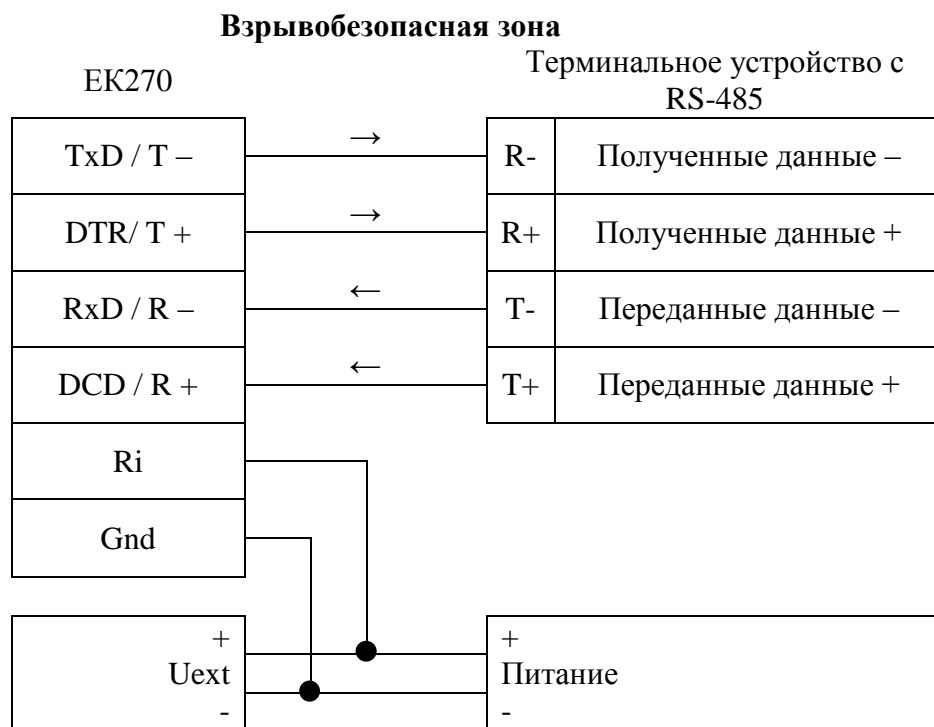 Взрывобезопасная зона
ЕК270
Терминальное устройство с
RS-485
TxD / T –
→
R-
Полученные данные –
DTR/ T +
→
R+
Полученные данные +
RxD / R –
←
T-
Переданные данные –
DCD / R +
←
T+
Переданные данные +
Ri
Gnd
+
Uext
-
+
Питание
-